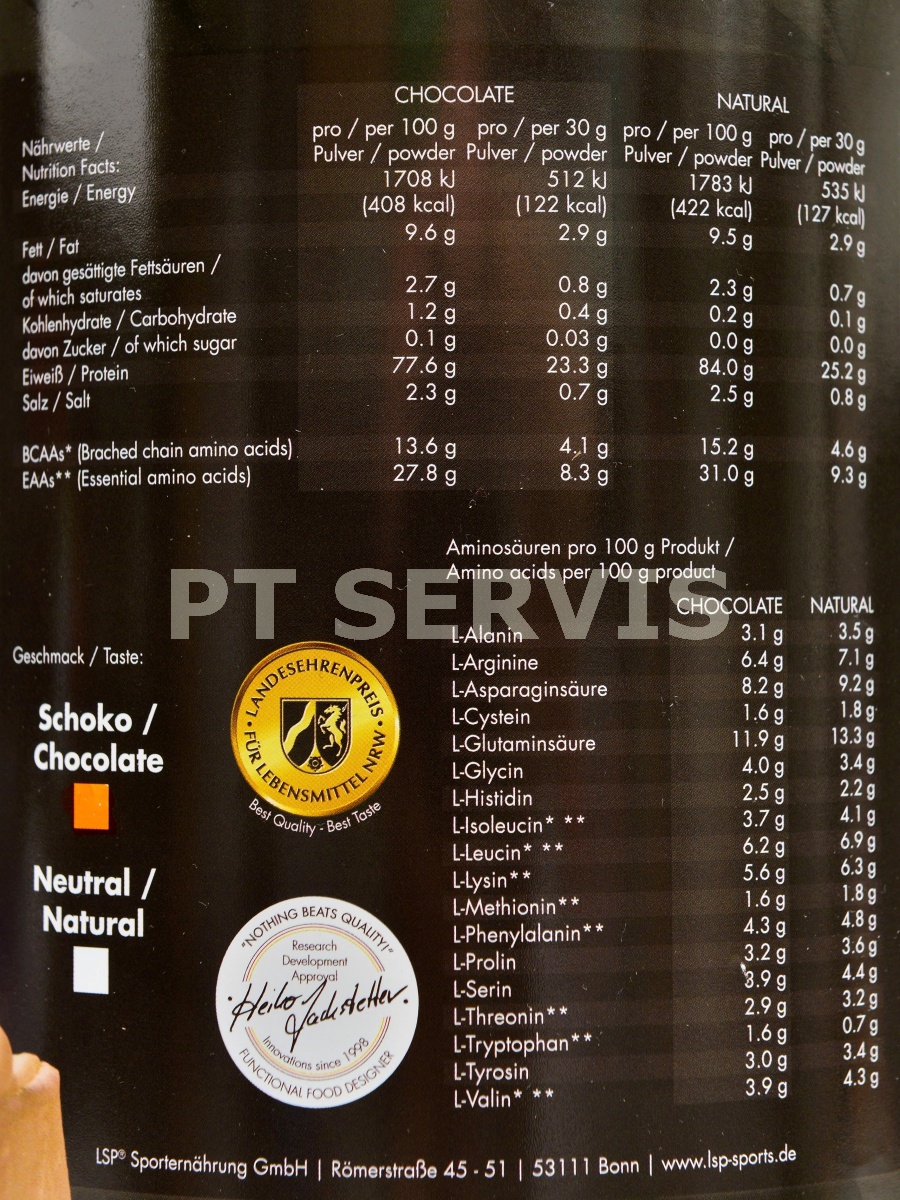 CHOCOLATE NATURAL
Nährwerte / pro / per 100 g pro / per 30 g pro / per 100 g pro / per 30 g
Nutrition Facts: Pulver / powder Pulver / powder Pulver / powder Pulver / powder
Energie / Energy 1708 kJ 512 kJ 1783 kJ 535 kJ
(408 kcal) (122 kcal) (422 kcal) (127 kcal)
Fett / Fat 9.6 g 2.9 g 9.5 g 2.9 g
davon gesättigte Fettsäuren /
of which saturates 2.7 g 0.8 g 2.3 g 0.7 g
Kohlenhydrate / Carbohydrate 1.2 g 0.4 g 0.2 g 0.1 g
davon Zucker / of which sugar 0.1 g 0.03 g 0.0 g 0.0 g
Eiweiß / Protein 77.6 g 23.3 g 84.0 g 25.2 g
Salz / Salt 2.3 g 0.7 g 2.5 g 0.8 g
BCAAs* (Brached chain amino acids) 13.6 g 4.1 g 15.2 g 4.6 g
EAAs** (Essential amino acids) 27.8 g 8.3 g 31.0 g 9.3 g
Aminosäuren pro 100 g Produkt /
Amino acids per 100 g product
PT SERVIS
CHOCOLATE NATURAL
L-Alanin 3.1 g 3.5 g
L-Arginine 6.4 g 7.1 g
L-Asparaginsäure 8.2 g 9.2 g
L-Cystein 1.6 g 1.8 g
L-Glutaminsäure 11.9 g 13.3 g
L-Glycin 4.0 g 3.4 g
L-Histidin 2.5 g 2.2 g
L-Isoleucin* ** 3.7 g 4.1 g
L-Leucin* ** 6.2 g 6.9 g
L-Lysin** 5.6 g 6.3 g
L-Methionin** 1.6 g 1.8 g
L-Phenylalanin** 4.3 g 4.8 g
L-Prolin 3.2 g 3.6 g
L-Serin 3.9 g 4.4 g
L-Threonin** 2.9 g 3.2 g
L-Tryptophan** 1.6 g 0.7 g
L-Tyrosin 3.0 g 3.4 g
L-Valin* ** 3.9 g 4.3 g
Geschmack / Taste:
Schoko /
Chocolate
Neutral /
Natural
• LANDESEHRENPREIS •
FÜR LEBENSMITTEL NRW
Best Quality - Best Taste
"NOTHING BEATS QUALITY!"
Research
Development
Approval
Heiko Jackstetter.
Innovations since 1998
FUNCTIONAL FOOD DESIGNER
LSP® Sporternährung GmbH | Römerstraße 45 - 51 | 53111 Bonn | www.lsp-sports.de